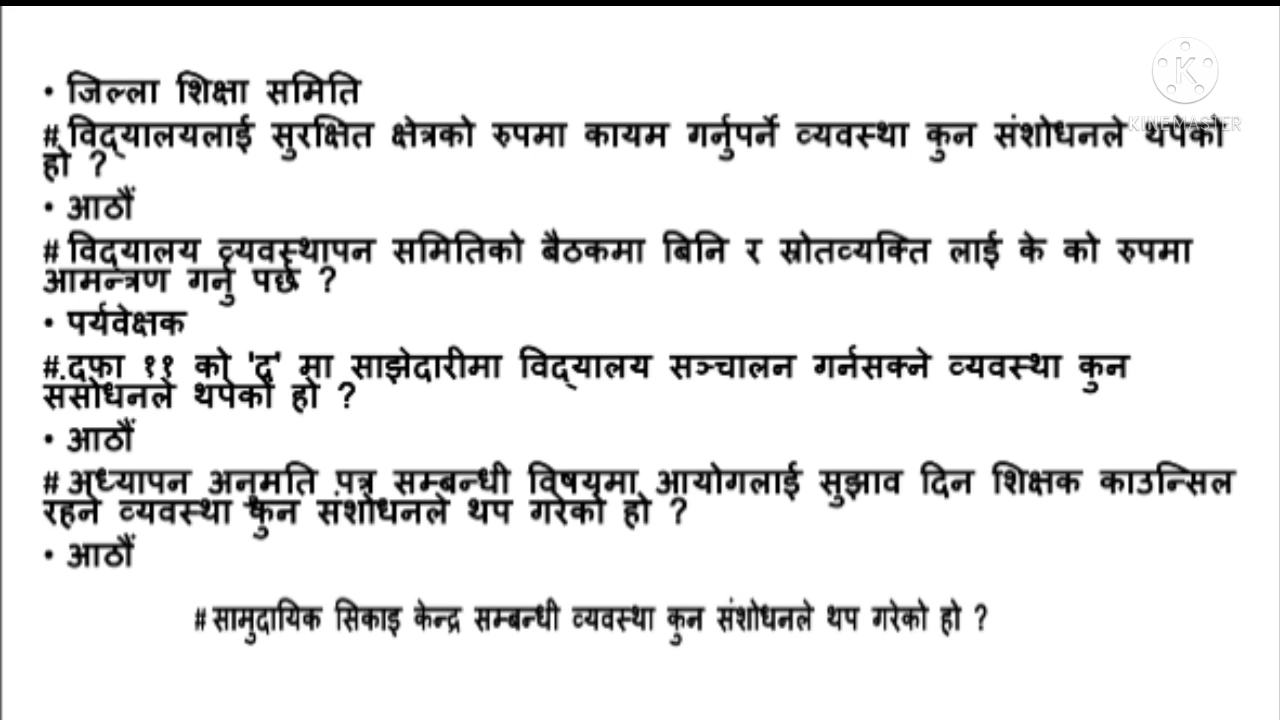 • जिल्ला शिक्षा समिति
KINEMASTER
# विद्यालयलाई सुरक्षित क्षेत्रको रुपमा कायम गर्नुपर्ने व्यवस्था कुन संशोधनले थपेको
हो ?
• आठौं
# विद्यालय व्यवस्थापन समितिको बैठकमा बिनि र स्रोतव्यक्ति लाई के को रुपमा
आमन्त्रण गर्नु पर्छ ?
• पर्यवेक्षक
#.दफा ११ को 'द' मा साझेदारीमा विद्यालय सञ्चालन गर्नसक्ने व्यवस्था कुन
संसोधनले थपेको हो ?
• आठौं
# अध्यापन अनुमति पत्र सम्बन्धी विषयमा आयोगलाई सुझाव दिन शिक्षक काउन्सिल
रहने व्यवस्था कुन संशोधनले थप गरेको हो ?
• आठौं
# सामुदायिक सिकाइ केन्द्र सम्बन्धी व्यवस्था कुन संशोधनले थप गरेको हो ?